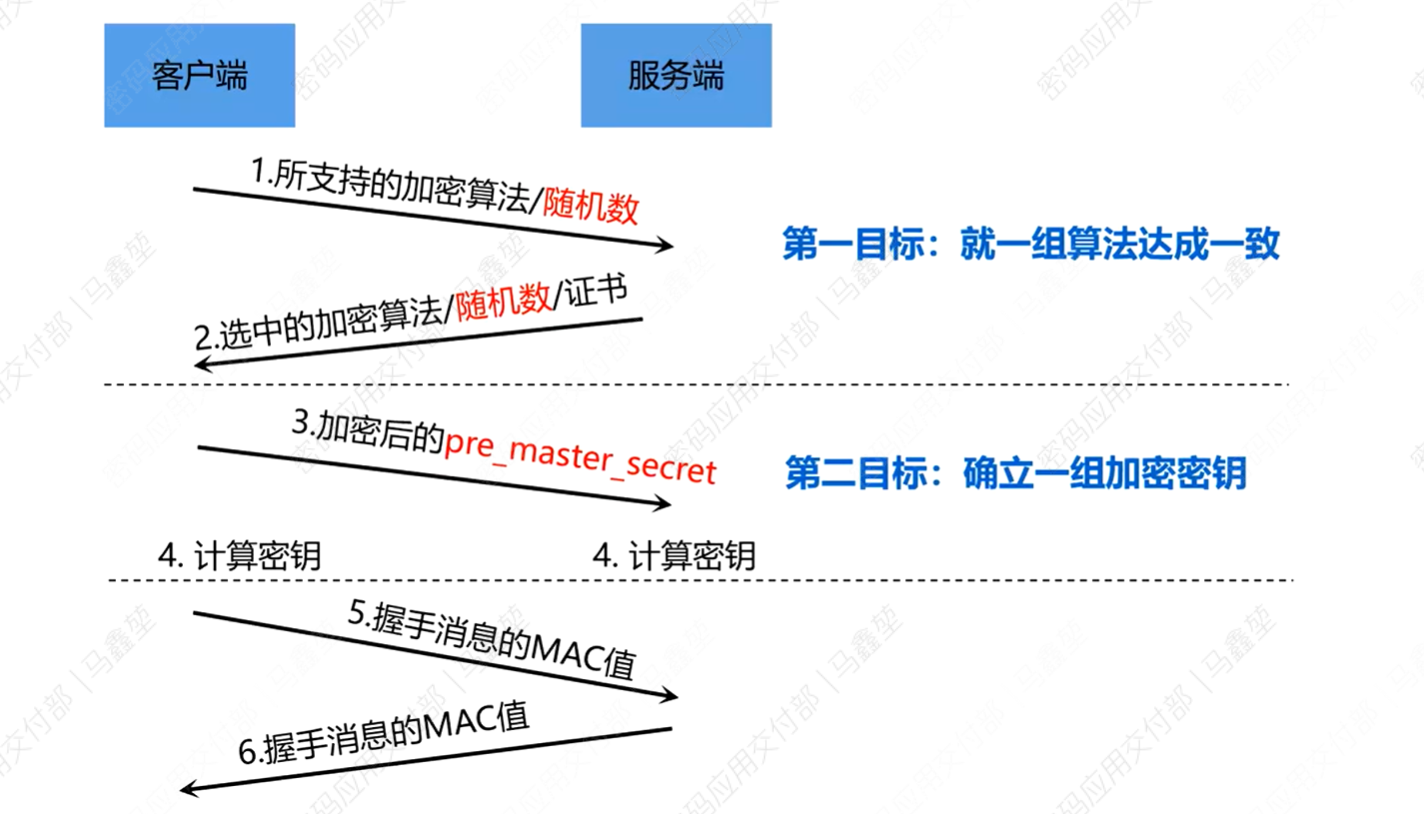 客户端
服务端
1.所支持的加密算法/随机数
第一目标：就一组算法达成一致
2.选中的加密算法/随机数/证书
3.加密后的pre_master_secret
第二目标：确立一组加密密钥
4. 计算密钥
4. 计算密钥
5.握手消息的MAC值
6.握手消息的MAC值
密码应用交付部 | 马鑫堃